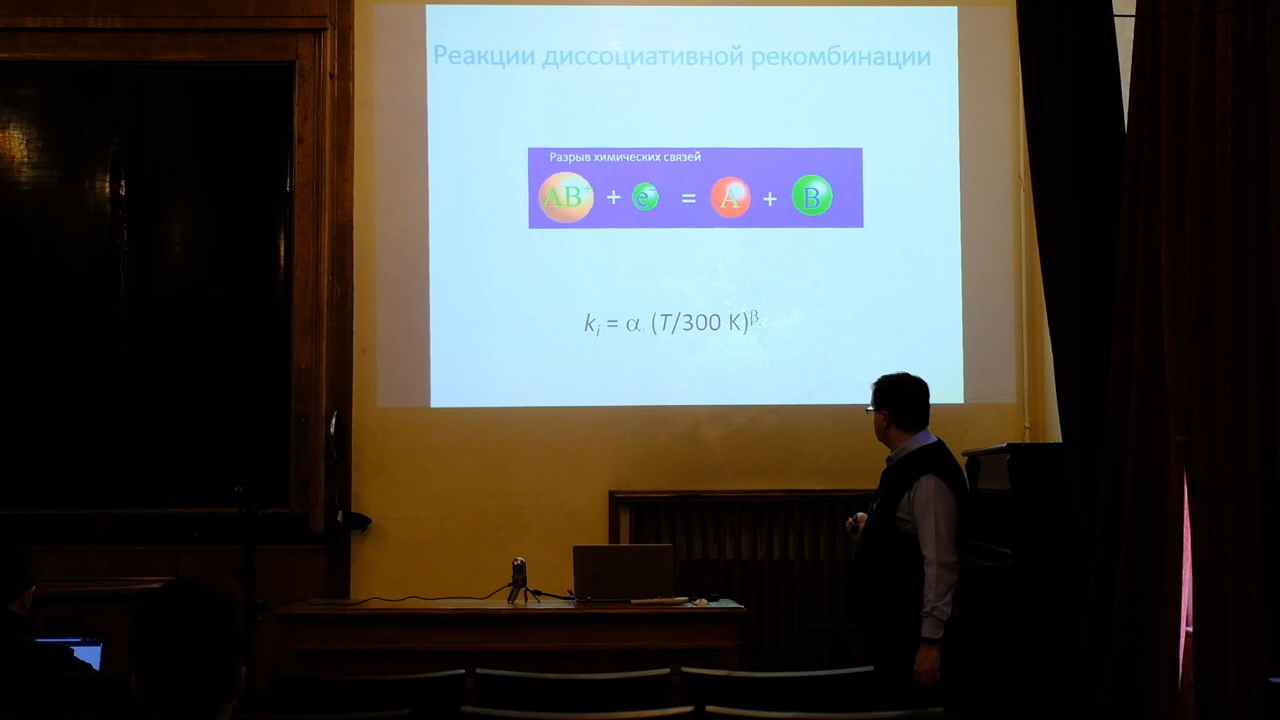 Реакции диссоциативной рекомбинации
Разрыв химических связей
AB⁺ + e⁻ = A + B
kᵢ = α (T/300 K)ᵝ